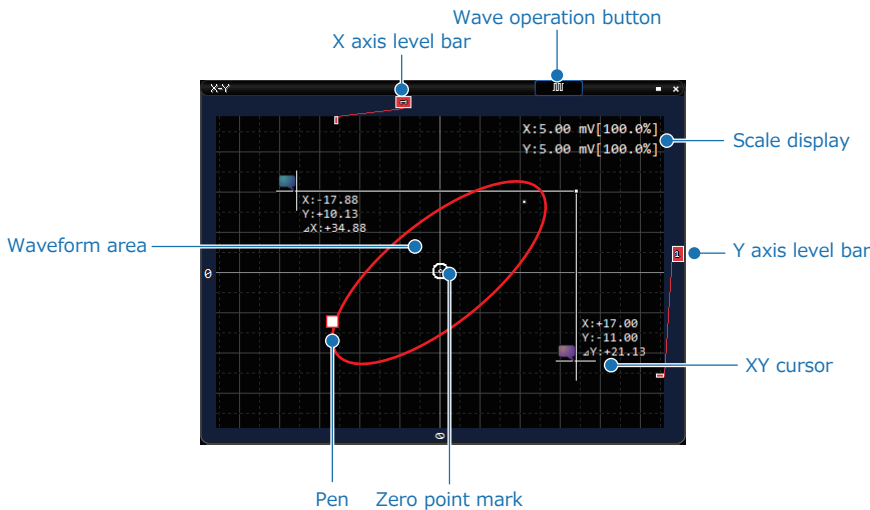 Wave operation button
X axis level bar
X-Y
X:5.00 mV[100.0%]
Y:5.00 mV[100.0%]
Scale display
X:-17.88
Y:+10.13
⊿X:+34.88
Waveform area
1
Y axis level bar
0
X:+17.00
Y:-11.00
⊿Y:+21.13
XY cursor
0
Pen
Zero point mark